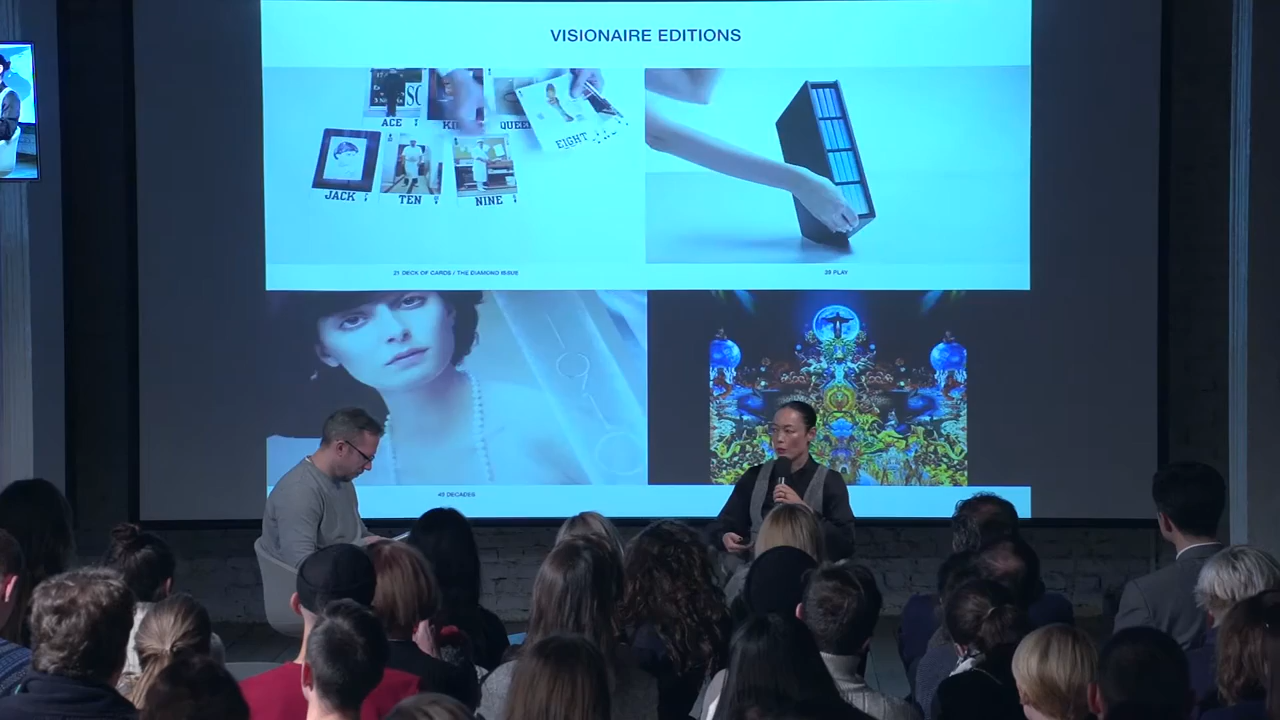 VISIONAIRE EDITIONS
ACE
QUEEN
EIGHT
JACK
TEN
NINE
21 DECK OF CARDS / THE DIAMOND ISSUE
39 PLAY
45 DECADES